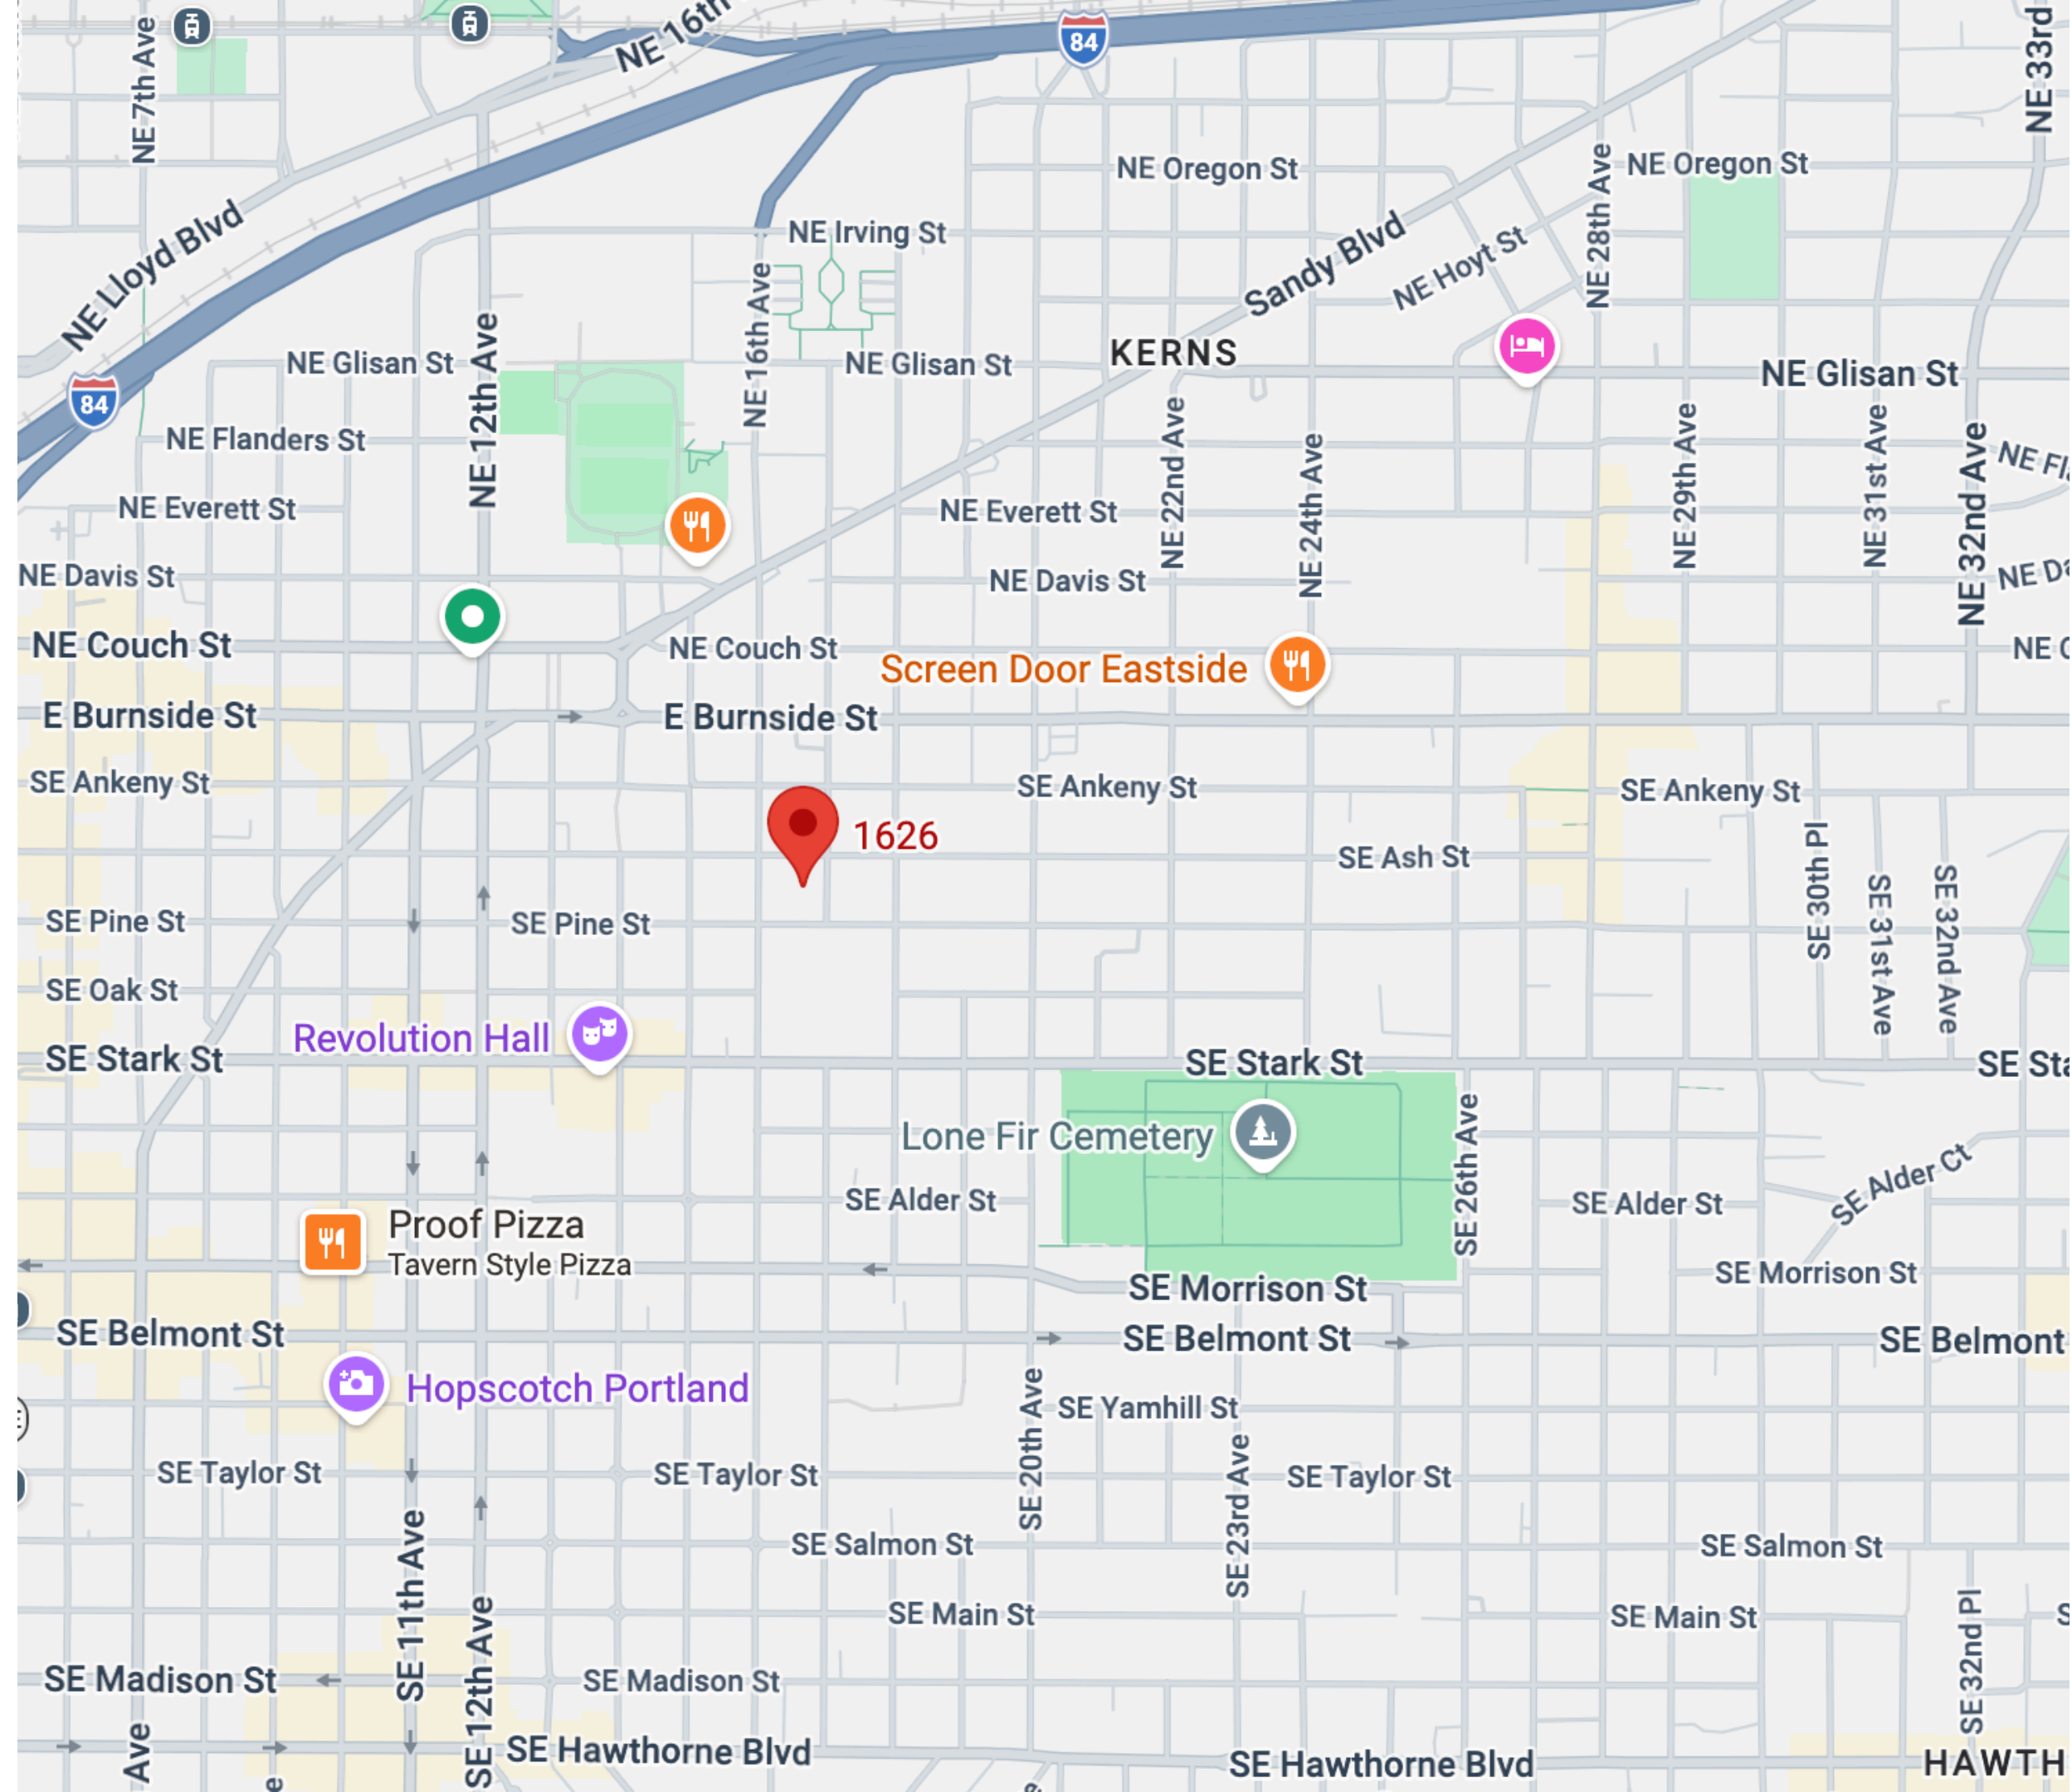 NE 7th Ave
NE 16th
84
NE 33rd
NE Oregon St
NE Oregon St
NE 28th Ave
NE Lloyd Blvd
NE Irving St
Sandy Blvd
NE Hoyt St
NE 16th Ave
NE 12th Ave
KERNS
NE Glisan St
NE Glisan St
NE Glisan St
84
NE Flanders St
NE 22nd Ave
NE 24th Ave
NE 29th Ave
NE 31st Ave
NE 32nd Ave
NE Fl
NE Everett St
NE Everett St
NE Davis St
NE Davis St
NE Da
NE Couch St
NE Couch St
NE C
Screen Door Eastside
E Burnside St
E Burnside St
SE Ankeny St
SE Ankeny St
SE Ankeny St
1626
SE Ash St
SE 30th Pl
SE 31st Ave
SE 32nd Ave
SE Pine St
SE Pine St
SE Oak St
Revolution Hall
SE Stark St
SE Stark St
SE Sta
Lone Fir Cemetery
SE 26th Ave
SE Alder St
SE Alder St
SE Alder Ct
Proof Pizza
Tavern Style Pizza
SE Morrison St
SE Morrison St
SE Belmont St
SE Belmont St
SE Belmont
Hopscotch Portland
SE 20th Ave
SE Yamhill St
SE 23rd Ave
SE Taylor St
SE Taylor St
SE Taylor St
SE 11th Ave
SE Salmon St
SE Salmon St
SE 12th Ave
SE Main St
SE Main St
SE 32nd Pl
S
SE Madison St
SE Madison St
Ave
SE Hawthorne Blvd
SE Hawthorne Blvd
HAWTH